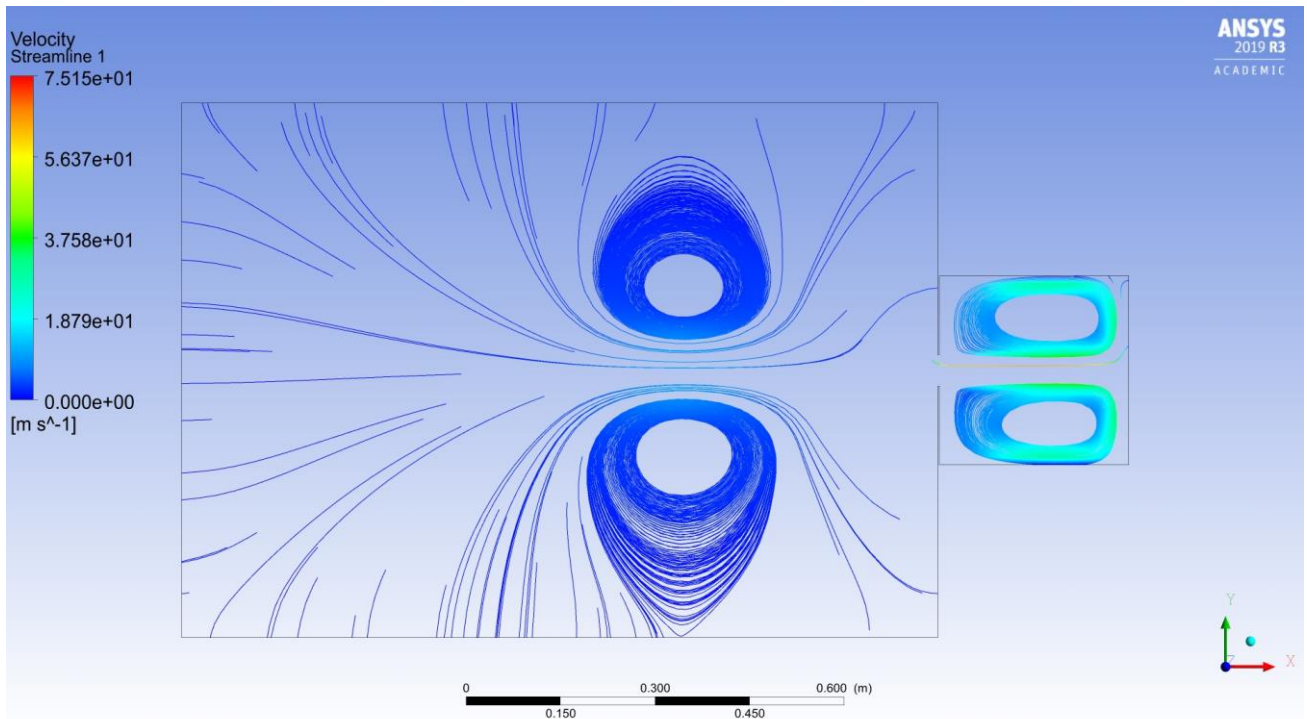 Velocity
Streamline 1
7.515e+01
5.637e+01
3.758e+01
1.879e+01
0.000e+00
[m s^-1]
ANSYS
2019 R3
ACADEMIC
0 0.300 0.600 (m)
0.150 0.450
Y
Z X